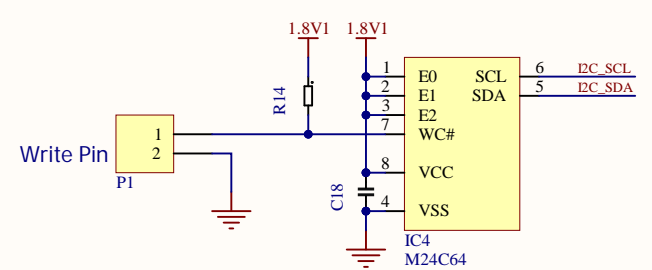 1.8V1 1.8V1
R14
1 E0 SCL 6 I2C_SCL
2 E1 SDA 5 I2C_SDA
3 E2
1 7 WC#
Write Pin 2
P1
8 VCC
C18
4 VSS
IC4
M24C64